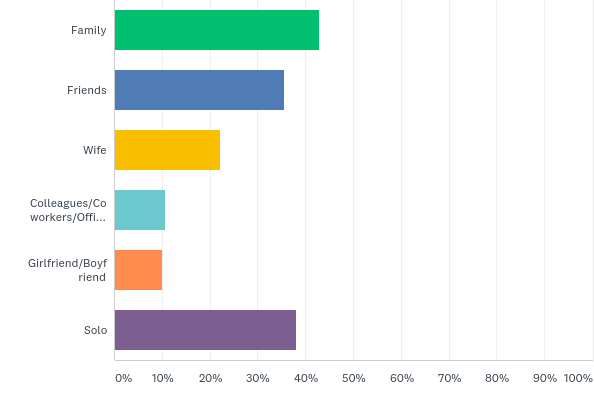 Family
Friends
Wife
Colleagues/Co
workers/Offi...
Girlfriend/Boyf
riend
Solo
0% 10% 20% 30% 40% 50% 60% 70% 80% 90% 100%